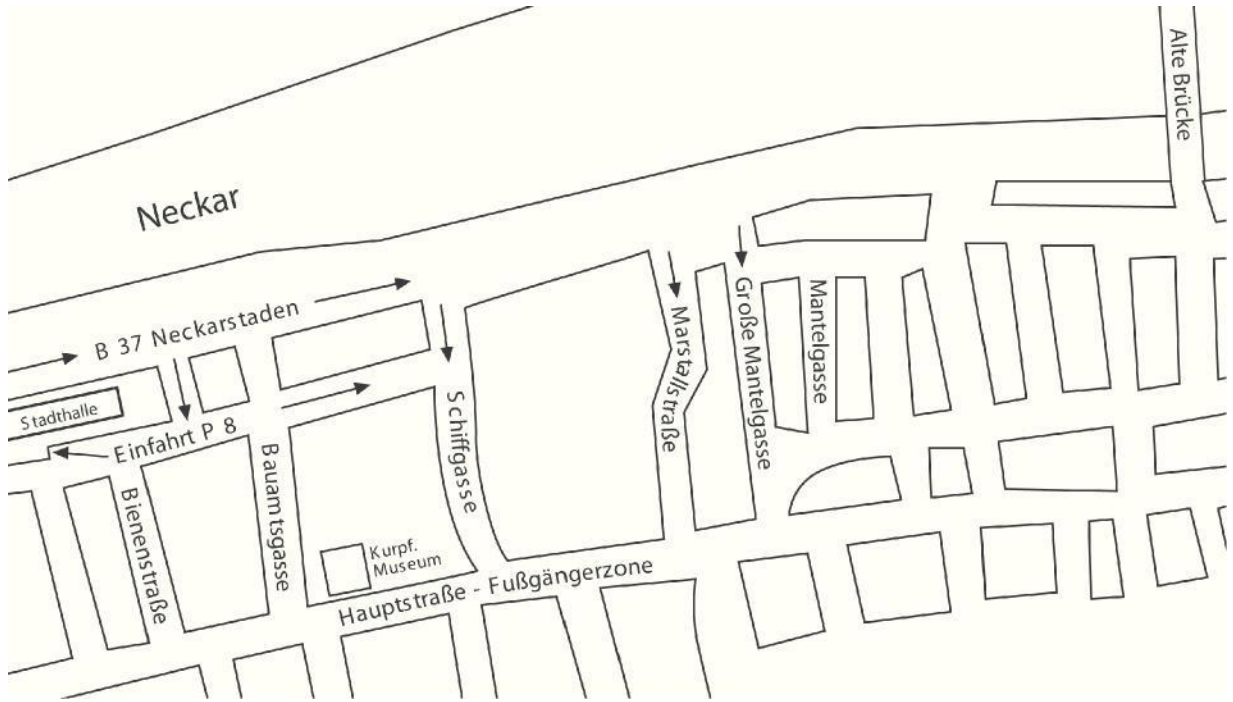 Alte Brücke
Neckar
B 37 Neckarstaden
Stadthalle
Einfahrt P 8
Bienenstraße
Bauamtsgasse
Schiffgasse
Marstallstraße
Große Mantelgasse
Mantelgasse
Kurpf.
Museum
Hauptstraße - Fußgängerzone